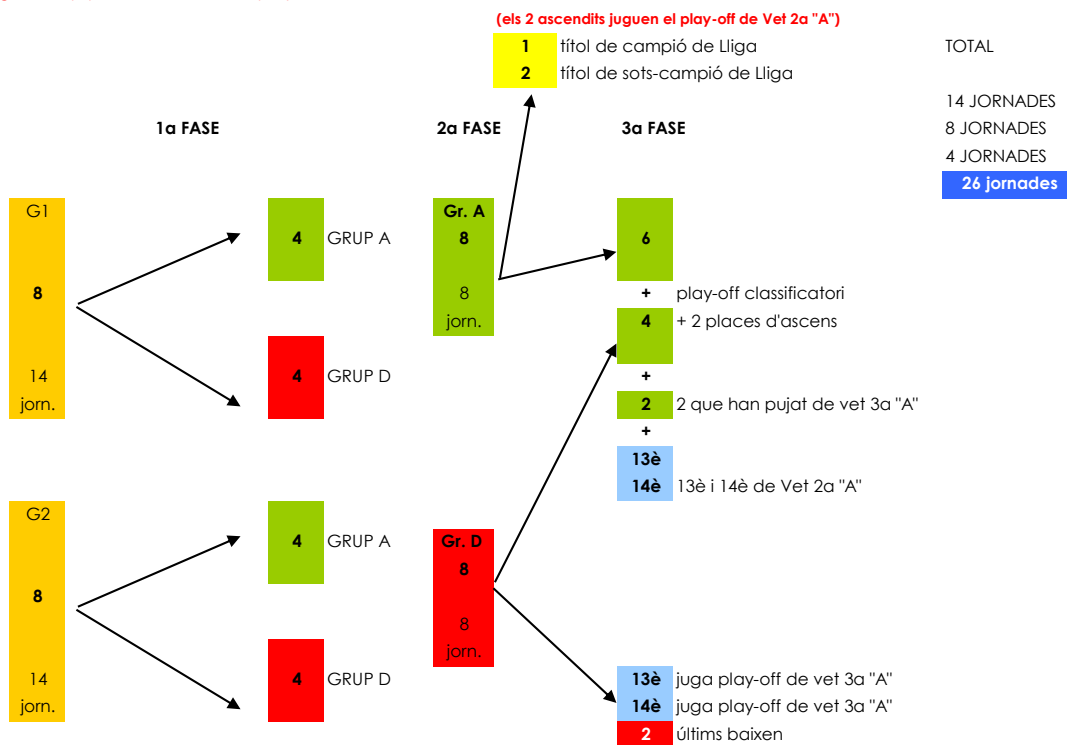 (els 2 ascendits juguen el play-off de Vet 2a "A")
1 títol de campió de Lliga
2 títol de sots-campió de Lliga
TOTAL
14 JORNADES
8 JORNADES
4 JORNADES
26 jornades
1a FASE
2a FASE
3a FASE
G1
8
14
jorn.
4 GRUP A
4 GRUP D
G2
8
14
jorn.
4 GRUP A
4 GRUP D
Gr. A
8
8
jorn.
Gr. D
8
8
jorn.
6
+ play-off classificatori
4 + 2 places d'ascens
+
2 2 que han pujat de vet 3a "A"
+
13è
14è 13è i 14è de Vet 2a "A"
13è juga play-off de vet 3a "A"
14è juga play-off de vet 3a "A"
2 últims baixen